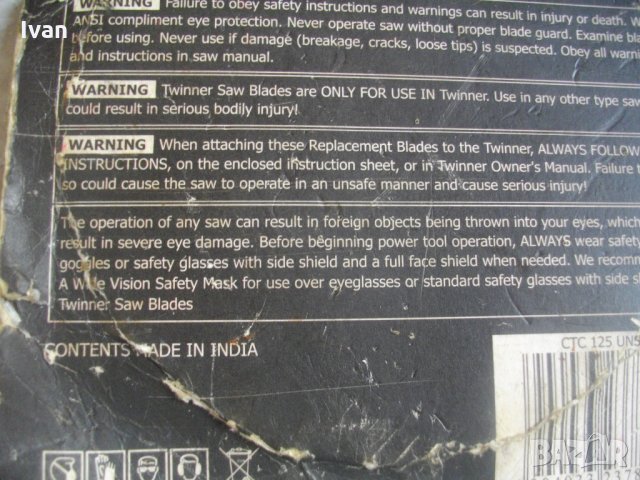 Ivan
WARNING Failure to obey safety instructions and warnings can result in injury or death.
ANSI compliment eye protection. Never operate saw without proper blade guard. Examine
before using. Never use if damage (breakage, cracks, loose tips) is suspected. Obey all
and instructions in saw manual.
WARNING Twinner Saw Blades are ONLY FOR USE IN Twinner. Use in any other type
could result in serious bodily injury!
WARNING When attaching these Replacement Blades to the Twinner, ALWAYS FOLLOW
INSTRUCTIONS, on the enclosed instruction sheet, or in Twinner Owner's Manual. Failure
so could cause the saw to operate in an unsafe manner and cause serious injury!
The operation of any saw can result in foreign objects being thrown into your eyes, which
result in severe eye damage. Before beginning power tool operation, ALWAYS wear
goggles or safety glasses with side shield and a full face shield when needed. We
A Wide Vision Safety Mask for use over eyeglasses or standard safety glasses with side
Twinner Saw Blades
CONTENTS MADE IN INDIA
CTC 125
BAZAR